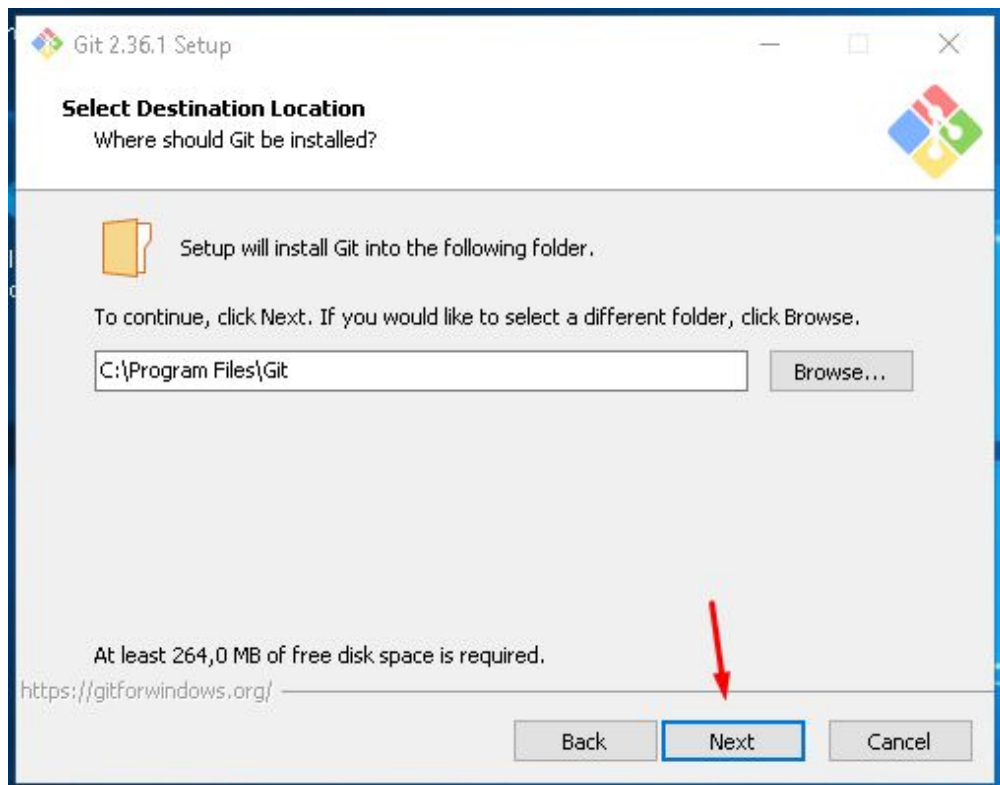 Git 2.36.1 Setup
Select Destination Location
Where should Git be installed?
Setup will install Git into the following folder.
To continue, click Next. If you would like to select a different folder, click Browse.
C:\Program Files\Git
Browse...
At least 264,0 MB of free disk space is required.
https://gitforwindows.org/
Back
Next
Cancel